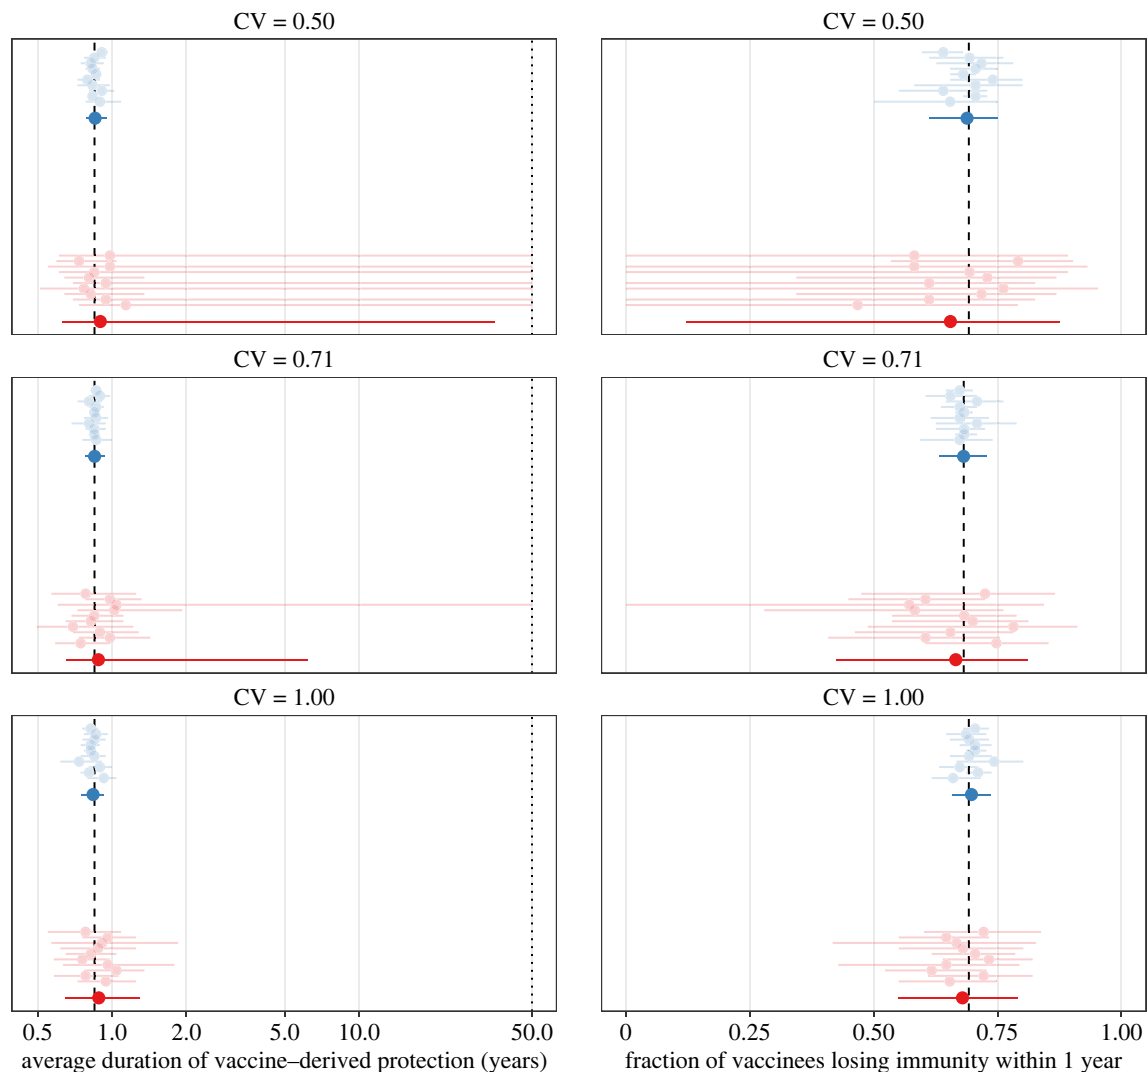 CV = 0.50
CV = 0.50
CV = 0.71
CV = 0.71
CV = 1.00
CV = 1.00
0.5 1.0 2.0 5.0 10.0 50.0
0 0.25 0.50 0.75 1.00
average duration of vaccine–derived protection (years)
fraction of vaccinees losing immunity within 1 year